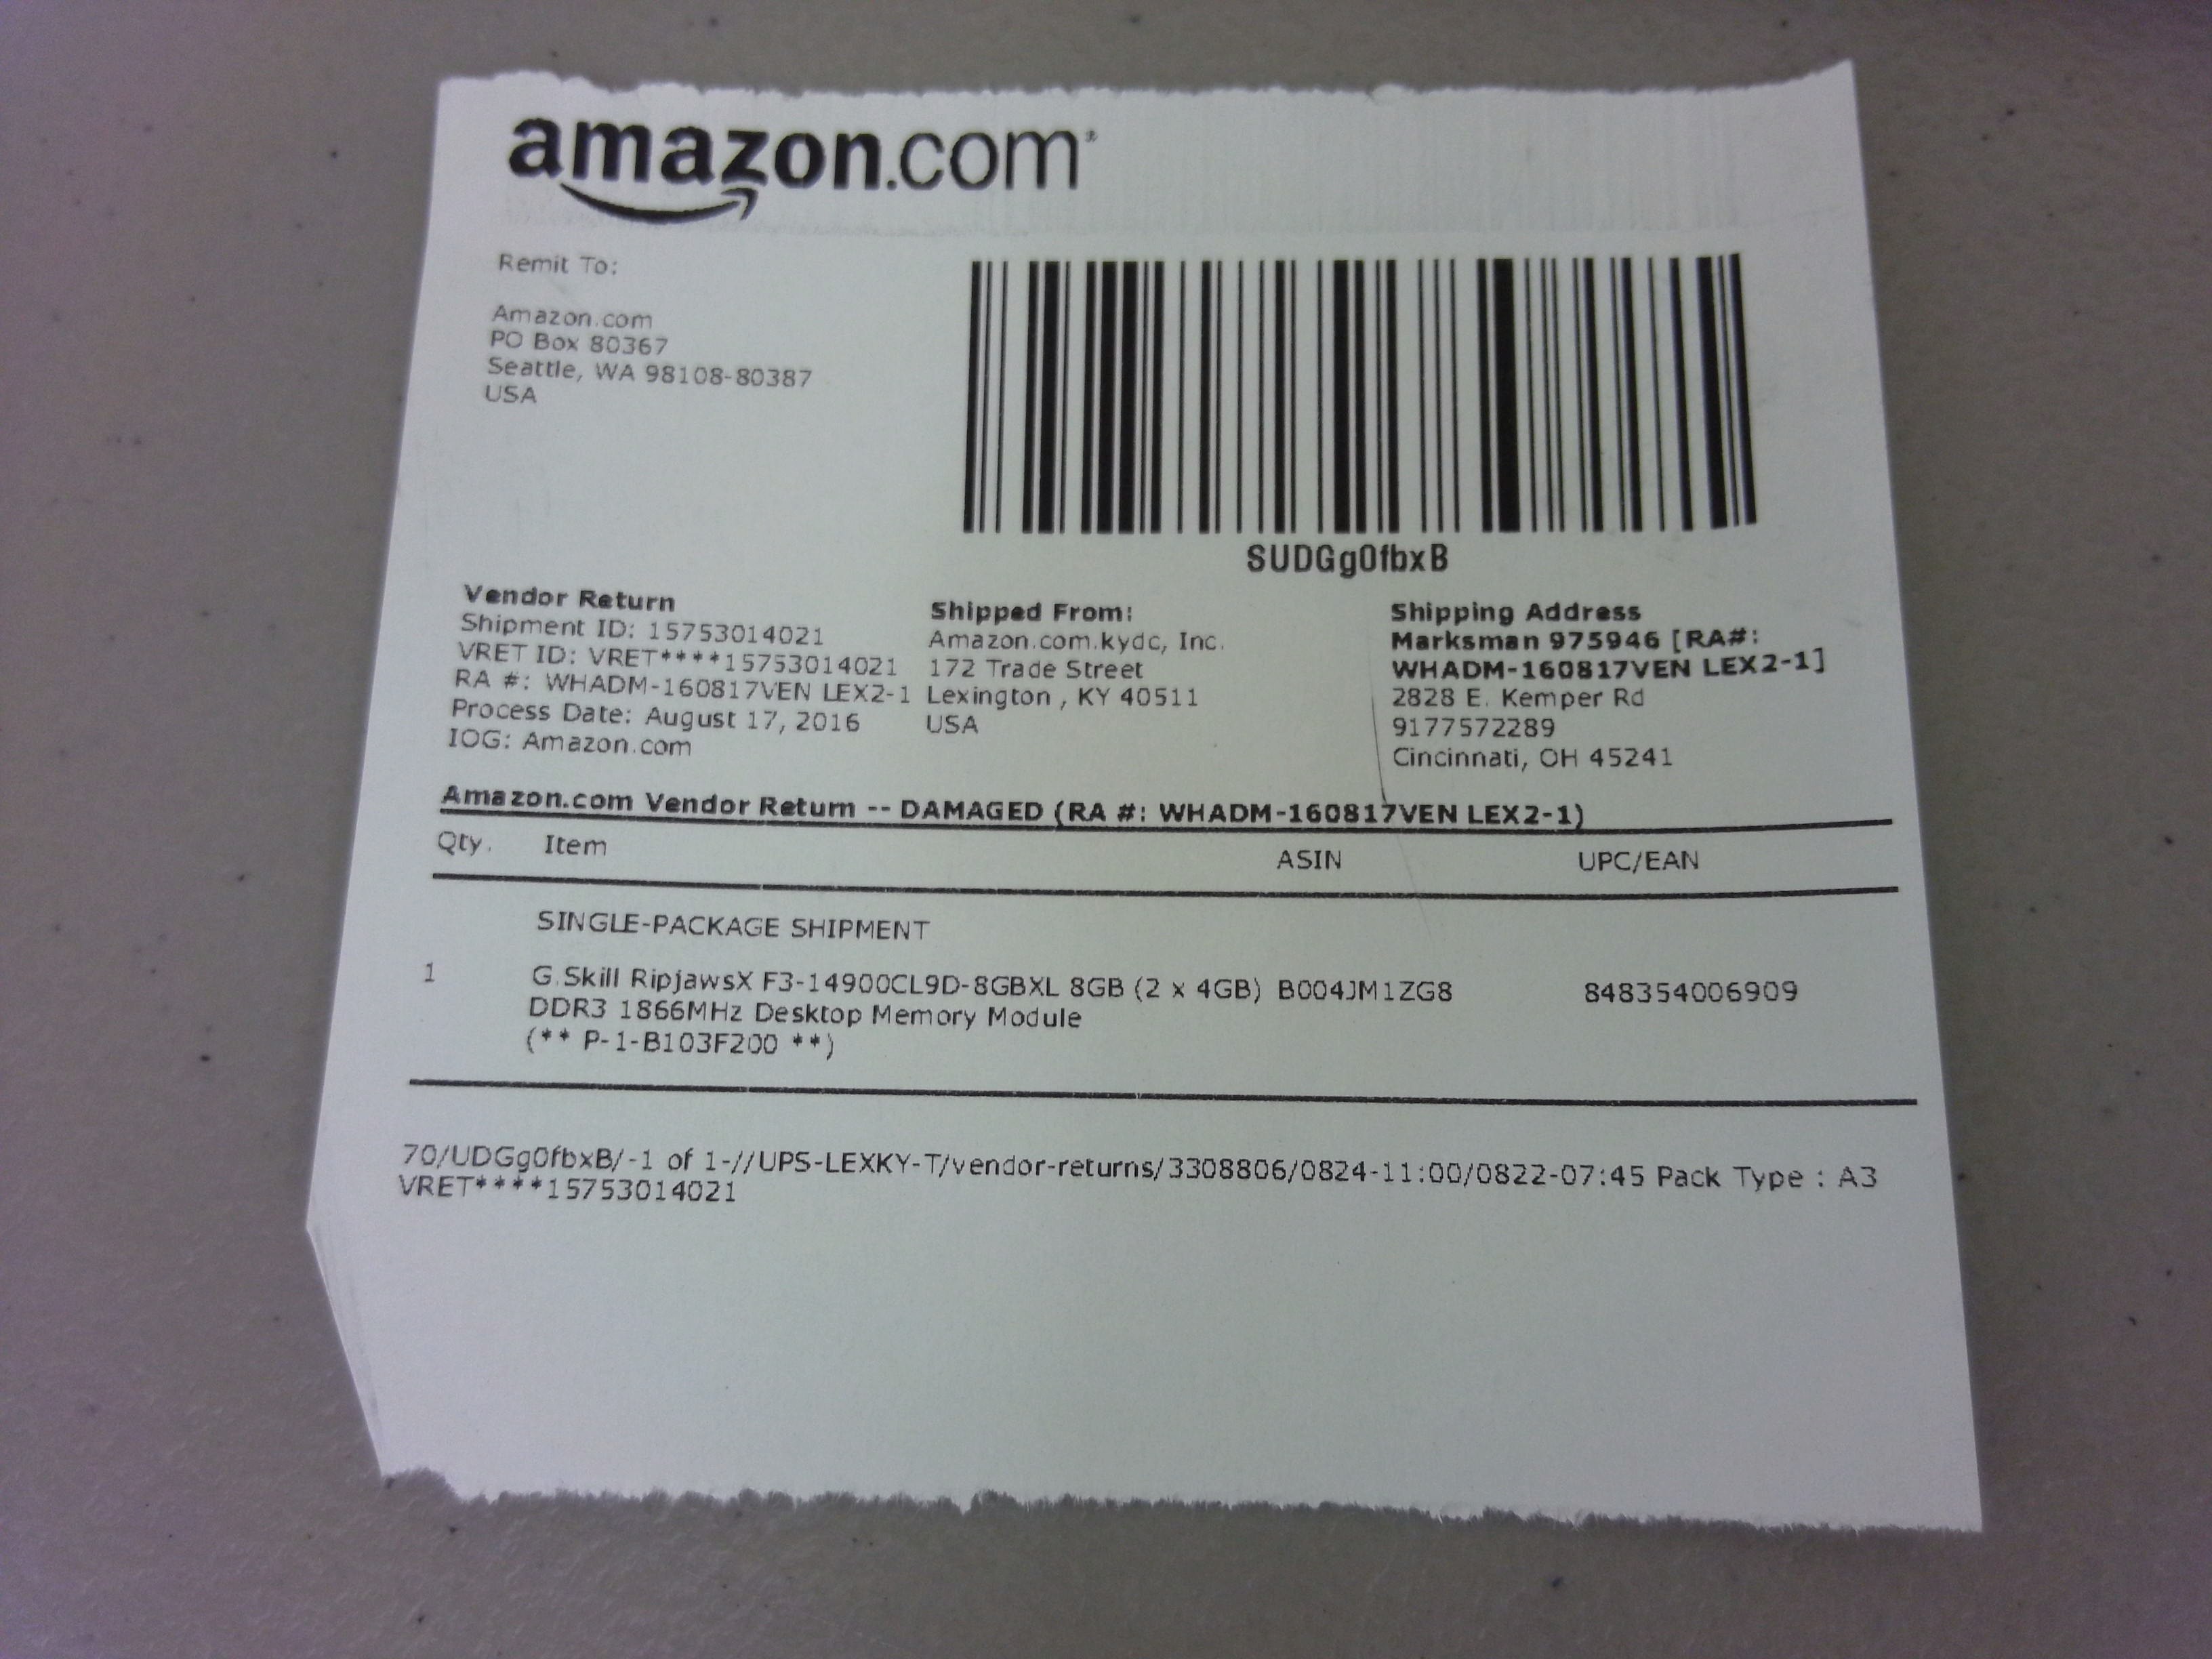 amazon.com
Remit To:
Amazon.com
PO Box 80367
Seattle, WA 98108-80387
USA
SUDGg0fbxB
Vendor Return
Shipment ID: 15753014021
VRET ID: VRET****15753014021
RA #: WHADM-160817VEN LEX2-1
Process Date: August 17, 2016
IOG: Amazon.com
Shipped From:
Amazon.com.kydc, Inc.
172 Trade Street
Lexington , KY 40511
USA
Shipping Address
Marksman 975946 [RA#:
WHADM-160817VEN LEX2-1]
2828 E. Kemper Rd
9177572289
Cincinnati, OH 45241
Amazon.com Vendor Return -- DAMAGED (RA #: WHADM-160817VEN LEX2-1)
Qty. Item ASIN UPC/EAN
SINGLE-PACKAGE SHIPMENT
1 G.Skill RipjawsX F3-14900CL9D-8GBXL 8GB (2 x 4GB) B004JM1ZG8 848354006909
DDR3 1866MHz Desktop Memory Module
(** P-1-B103F200 **)
70/UDGg0fbxB/-1 of 1-//UPS-LEXKY-T/vendor-returns/3308806/0824-11:00/0822-07:45 Pack Type : A3
VRET****15753014021